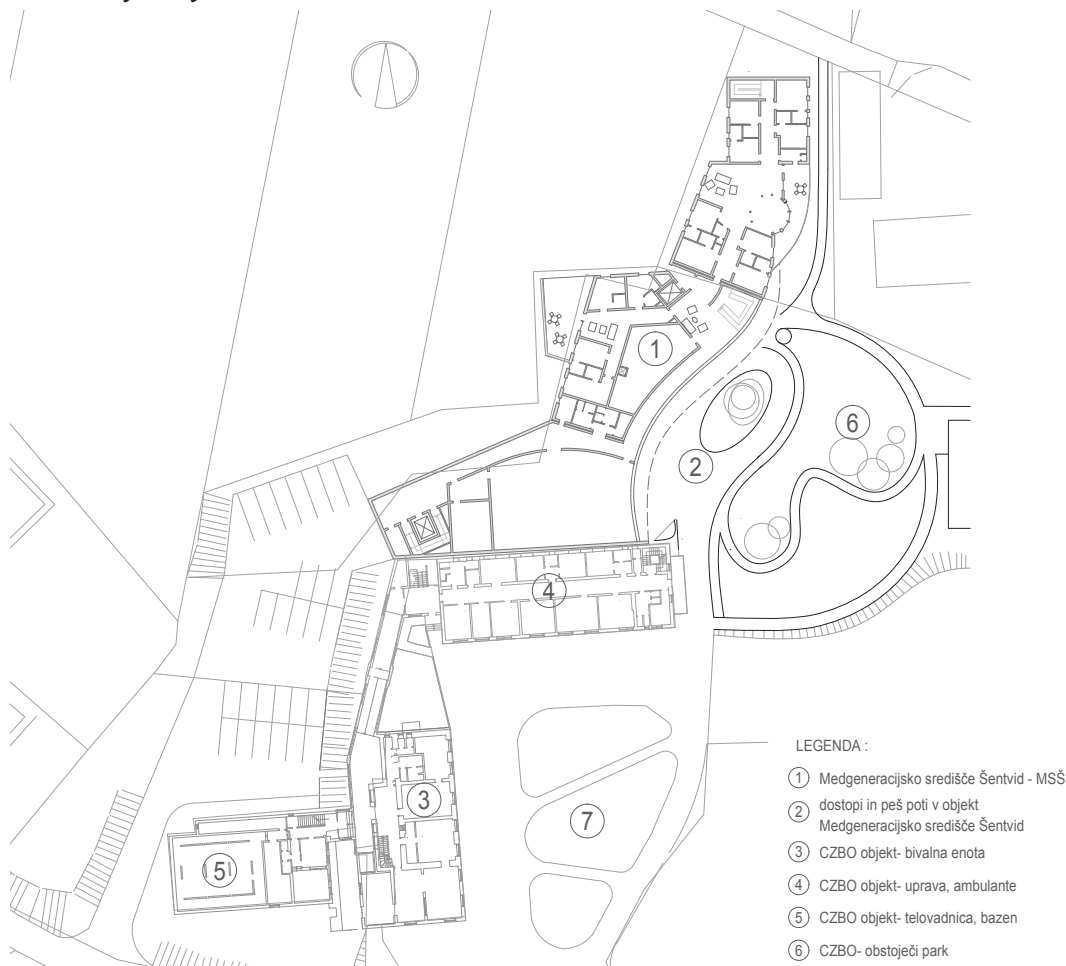 1
6
2
4
3
7
5
LEGENDA :
1 Medgeneracijsko središče Šentvid - MSŠ
2 dostopi in peš poti v objekt
Medgeneracijsko središče Šentvid
3 CZBO objekt- bivalna enota
4 CZBO objekt- uprava, ambulante
5 CZBO objekt- telovadnica, bazen
6 CZBO- obstoječi park